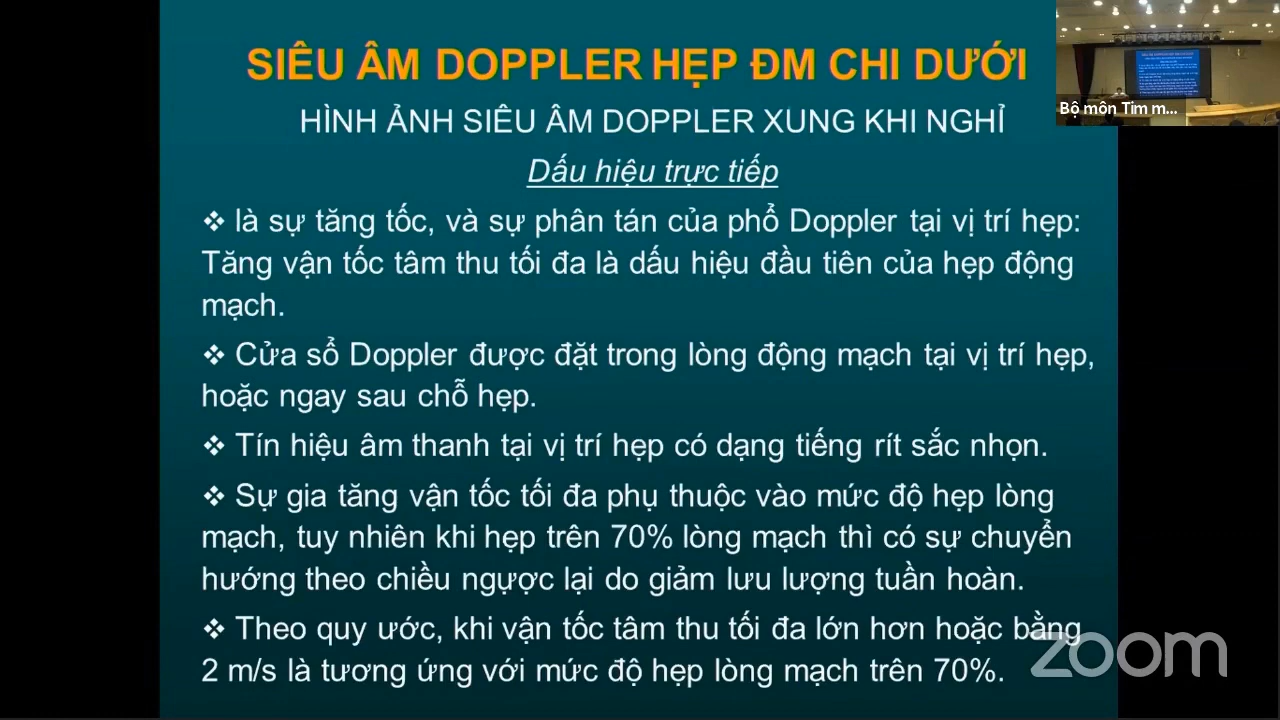 SIÊU ÂM DOPPLER HẸP ĐM CHI DƯỚI
HÌNH ẢNH SIÊU ÂM DOPPLER XUNG KHI NGHỈ
Dấu hiệu trực tiếp
❖ là sự tăng tốc, và sự phân tán của phổ Doppler tại vị trí hẹp:
Tăng vận tốc tâm thu tối đa là dấu hiệu đầu tiên của hẹp động
mạch.
❖ Cửa sổ Doppler được đặt trong lòng động mạch tại vị trí hẹp,
hoặc ngay sau chỗ hẹp.
❖ Tín hiệu âm thanh tại vị trí hẹp có dạng tiếng rít sắc nhọn.
❖ Sự gia tăng vận tốc tối đa phụ thuộc vào mức độ hẹp lòng
mạch, tuy nhiên khi hẹp trên 70% lòng mạch thì có sự chuyển
hướng theo chiều ngược lại do giảm lưu lượng tuần hoàn.
❖ Theo quy ước, khi vận tốc tâm thu tối đa lớn hơn hoặc bằng
2 m/s là tương ứng với mức độ hẹp lòng mạch trên 70%.
Bộ môn Tim m...
zoom